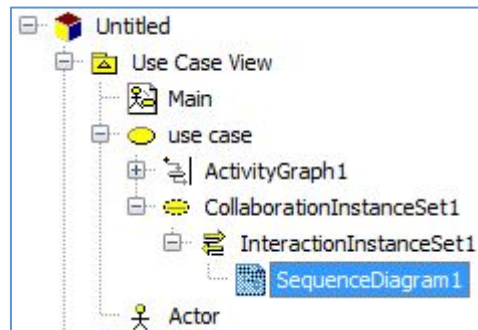 Untitled
Use Case View
Main
use case
ActivityGraph1
CollaborationInstanceSet1
InteractionInstanceSet1
SequenceDiagram1
Actor